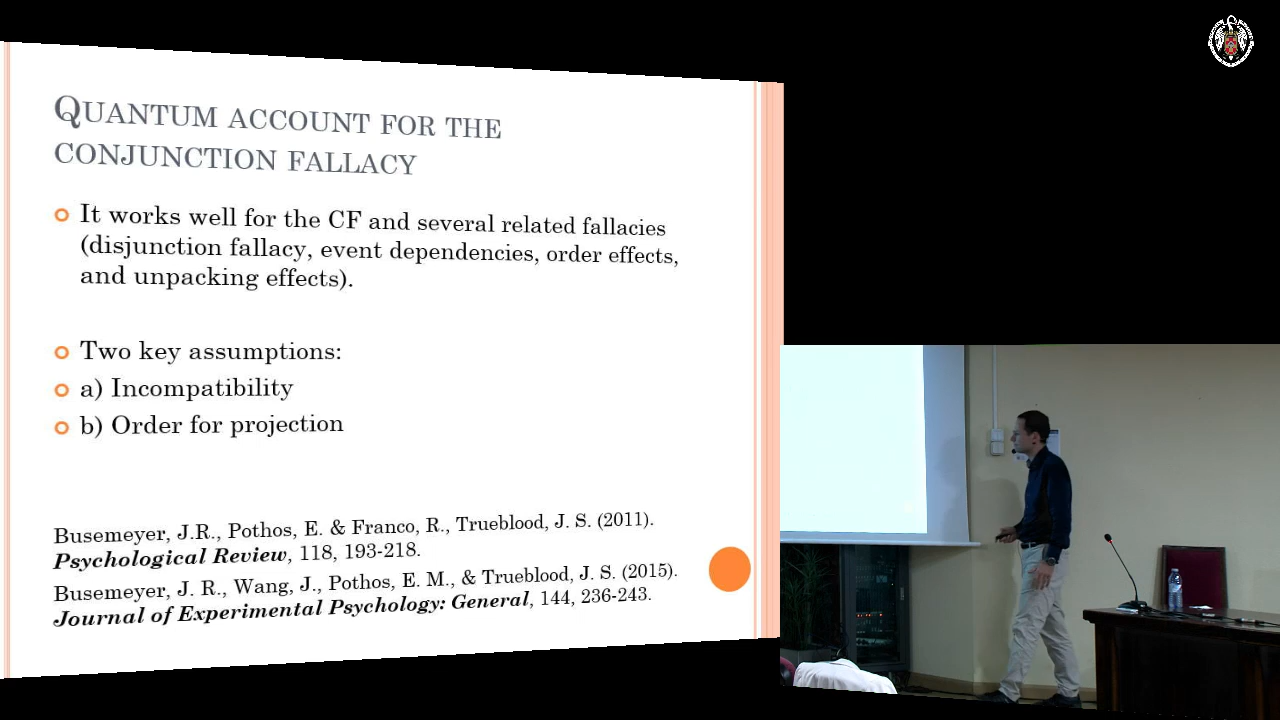 QUANTUM ACCOUNT FOR THE
CONJUNCTION FALLACY
It works well for the CF and several related fallacies
(disjunction fallacy, event dependencies, order effects,
and unpacking effects).
Two key assumptions:
a) Incompatibility
b) Order for projection
Busemeyer, J.R., Pothos, E. & Franco, R., Trueblood, J. S. (2011).
Psychological Review, 118, 193-218.
Busemeyer, J. R., Wang, J., Pothos, E. M., & Trueblood, J. S. (2015).
Journal of Experimental Psychology: General, 144, 236-243.